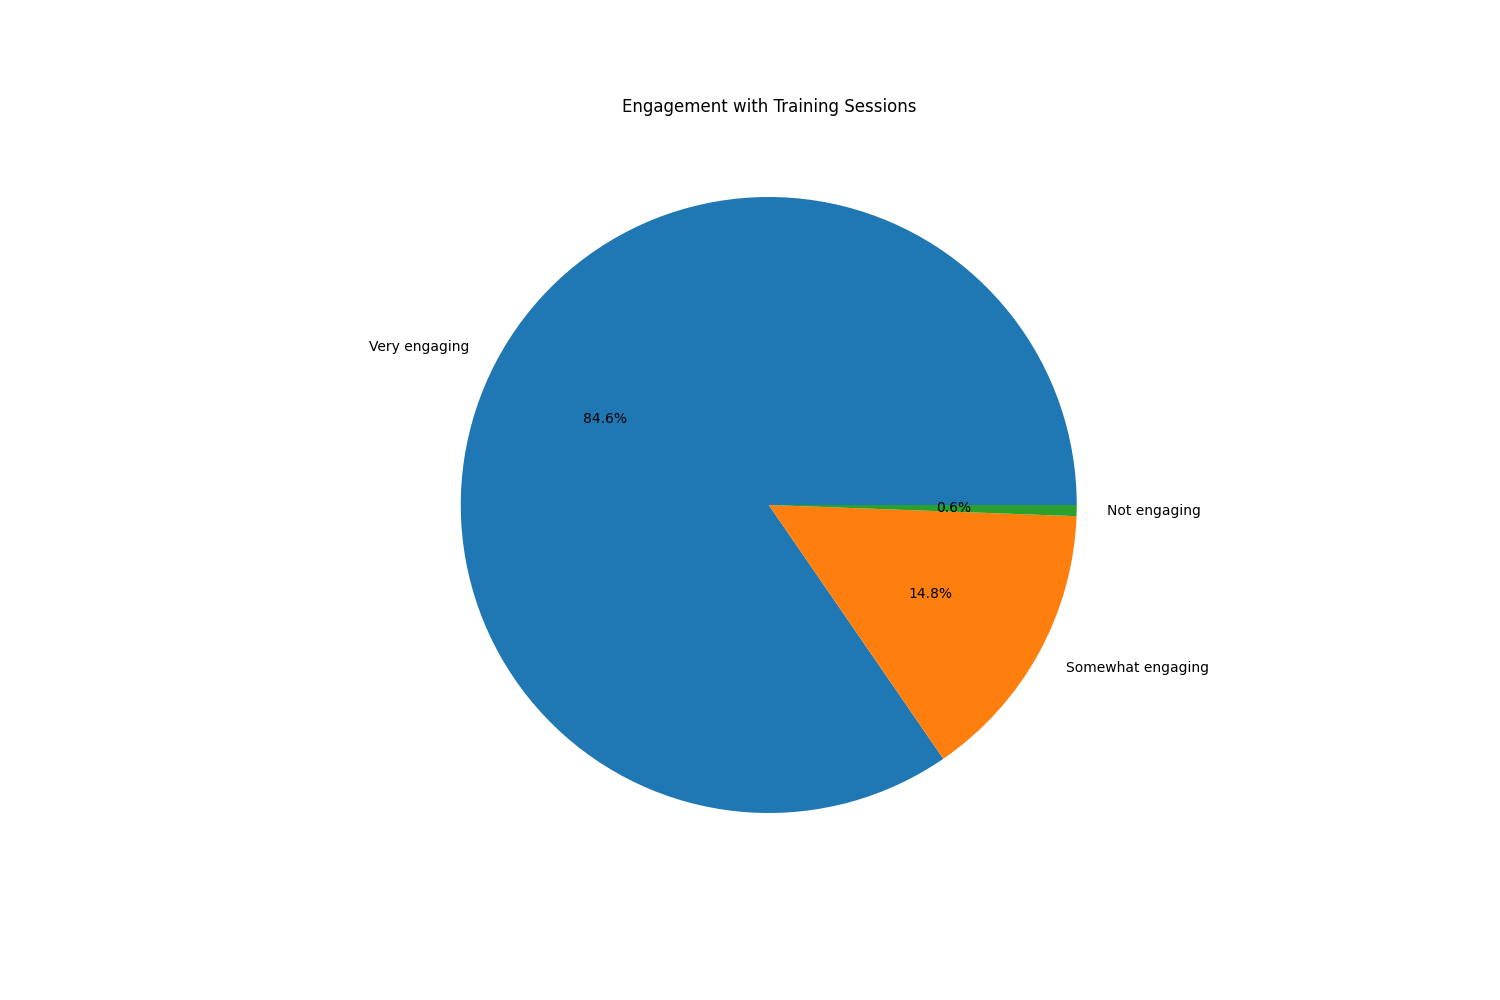 Engagement with Training Sessions
Very engaging
84.6%
0.6%
Not engaging
14.8%
Somewhat engaging